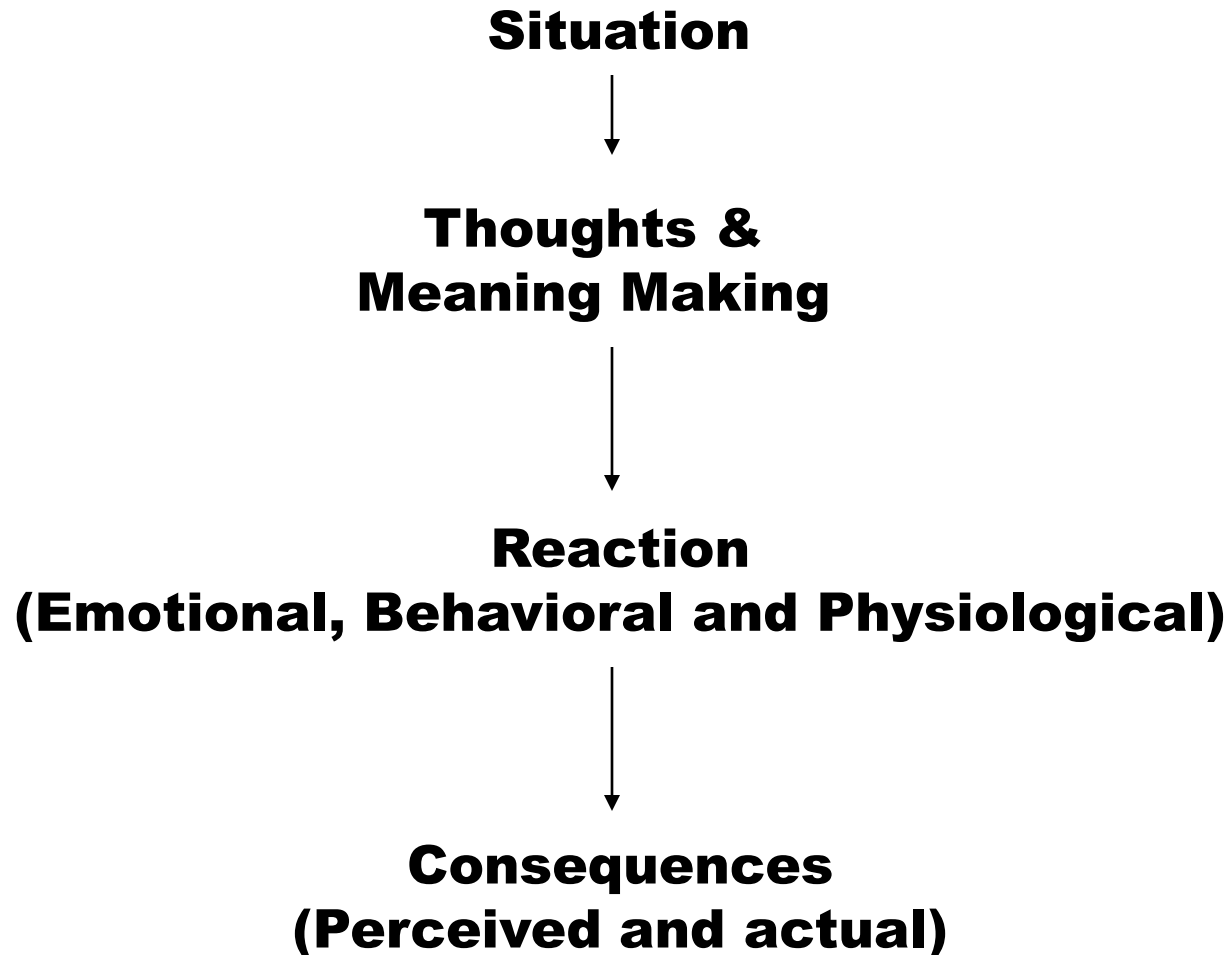 Situation
Thoughts &
Meaning Making
Reaction
(Emotional, Behavioral and Physiological)
Consequences
(Perceived and actual)